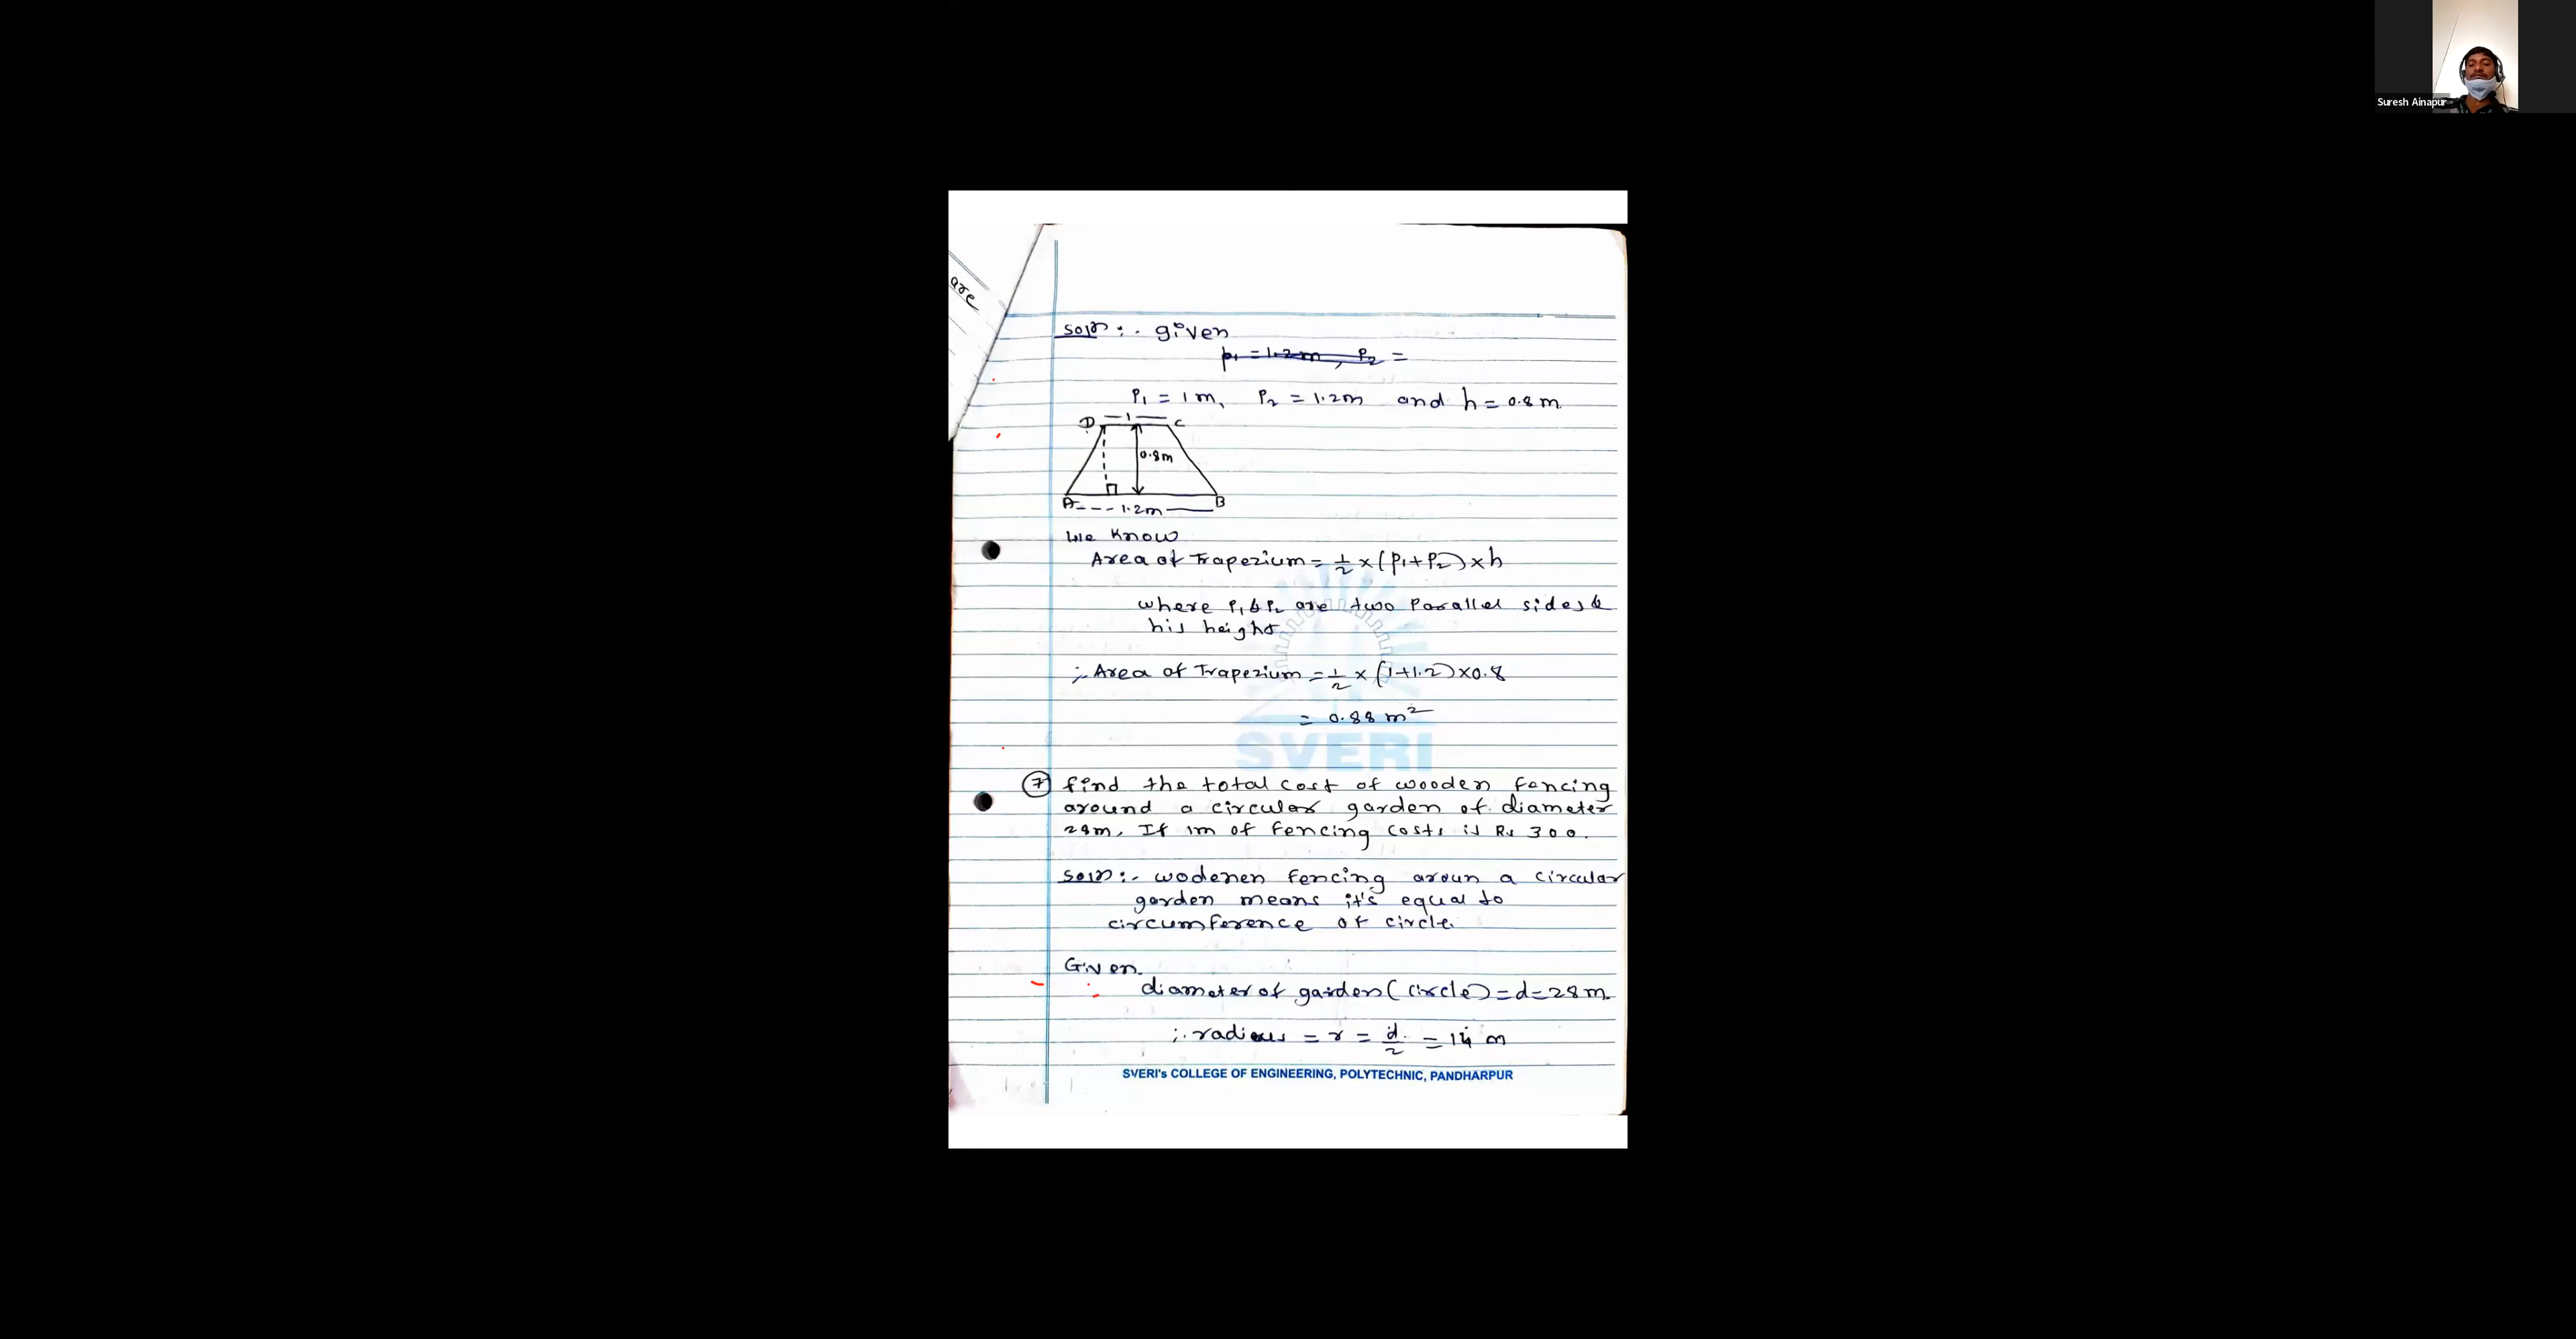 Suresh Ainapur
are
Soln :- given
p₁ = 1.2 m, P₂ =
P₁ = 1 m, P₂ = 1.2m and h = 0.8 m
D 1 C
0.8m
A 1.2m B
We Know
Area of Trapezium = 1/2 × (P₁+P₂) × h
where P₁ & P₂ are two Parallel sides &
h is height
∴ Area of Trapezium = 1/2 × (1+1.2) × 0.8
= 0.88 m²
SVERI
7 find the total cost of wooden fencing
around a circular garden of diameter
28m. If 1m of fencing costs is Rs 300.
Soln :- wodenen fencing aroun a circular
garden means it's equal to
circumference of circle.
Given
diameter of garden (circle) = d = 28 m.
∴ radius = r = d/2 = 14 m
SVERI's COLLEGE OF ENGINEERING, POLYTECHNIC, PANDHARPUR